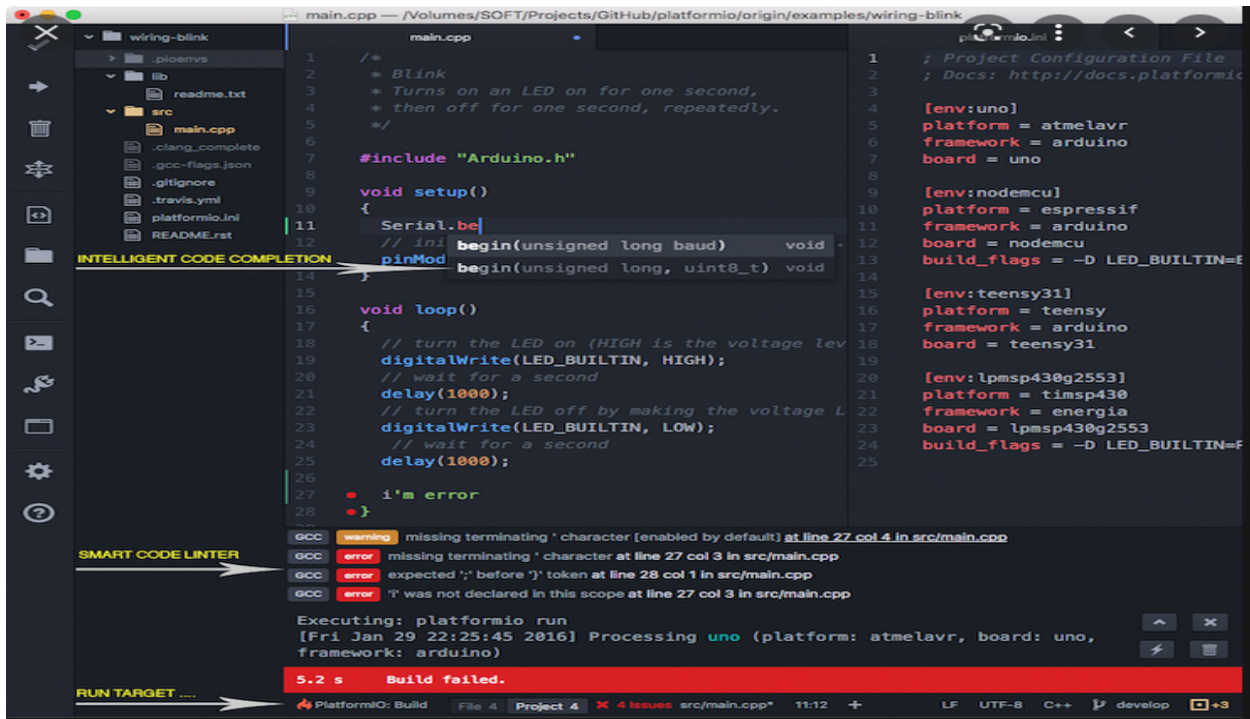 main.cpp — /Volumes/SOFT/Projects/GitHub/platformio/origin/examples/wiring-blink
wiring-blink
.pioenvs
lib
readme.txt
src
main.cpp
.clang_complete
.gcc-flags.json
.gitignore
.travis.yml
platformio.ini
README.rst
INTELLIGENT CODE COMPLETION
SMART CODE LINTER
RUN TARGET ....
main.cpp
1 /*
2 * Blink
3 * Turns on an LED on for one second,
4 * then off for one second, repeatedly.
5 */
6
7 #include "Arduino.h"
8
9 void setup()
10 {
11 Serial.be
12 // ini
begin(unsigned long baud) void
pinMod
begin(unsigned long, uint8_t) void
14 }
15
16 void loop()
17 {
18 // turn the LED on (HIGH is the voltage lev
19 digitalWrite(LED_BUILTIN, HIGH);
20 // wait for a second
21 delay(1000);
22 // turn the LED off by making the voltage L
23 digitalWrite(LED_BUILTIN, LOW);
24 // wait for a second
25 delay(1000);
26
27 i'm error
28 }
platformio.ini
1 ; Project Configuration File
2 ; Docs: http://docs.platformio
3
4 [env:uno]
5 platform = atmelavr
6 framework = arduino
7 board = uno
8
9 [env:nodemcu]
10 platform = espressif
11 framework = arduino
12 board = nodemcu
13 build_flags = -D LED_BUILTIN=
14
15 [env:teensy31]
16 platform = teensy
17 framework = arduino
18 board = teensy31
19
20 [env:lpmsp430g2553]
21 platform = timsp430
22 framework = energia
23 board = lpmsp430g2553
24 build_flags = -D LED_BUILTIN=
25
GCC warning missing terminating ' character [enabled by default] at line 27 col 4 in src/main.cpp
GCC error missing terminating ' character at line 27 col 3 in src/main.cpp
GCC error expected ';' before '}' token at line 28 col 1 in src/main.cpp
GCC error 'i' was not declared in this scope at line 27 col 3 in src/main.cpp
Executing: platformio run
[Fri Jan 29 22:25:45 2016] Processing uno (platform: atmelavr, board: uno,
framework: arduino)
5.2 s Build failed.
PlatformIO: Build File 4 Project 4 4 Issues src/main.cpp* 11:12 + LF UTF-8 C++ develop +3